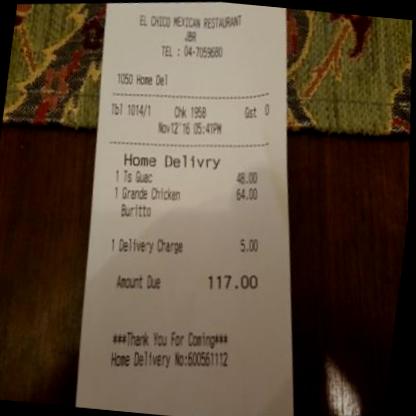 EL CHICO MEXICAN RESTAURANT
JBR
TEL : 04-7059680
1050 Home Del
Tbl 1014/1 Chk 1958 Gst 0
Nov12'16 05:41PM
Home Delivry
1 Ts Guac 48.00
1 Grande Chicken 64.00
Buritto
1 Delivery Charge 5.00
Amount Due 117.00
***Thank You For Coming***
Home Delivery No:600561112